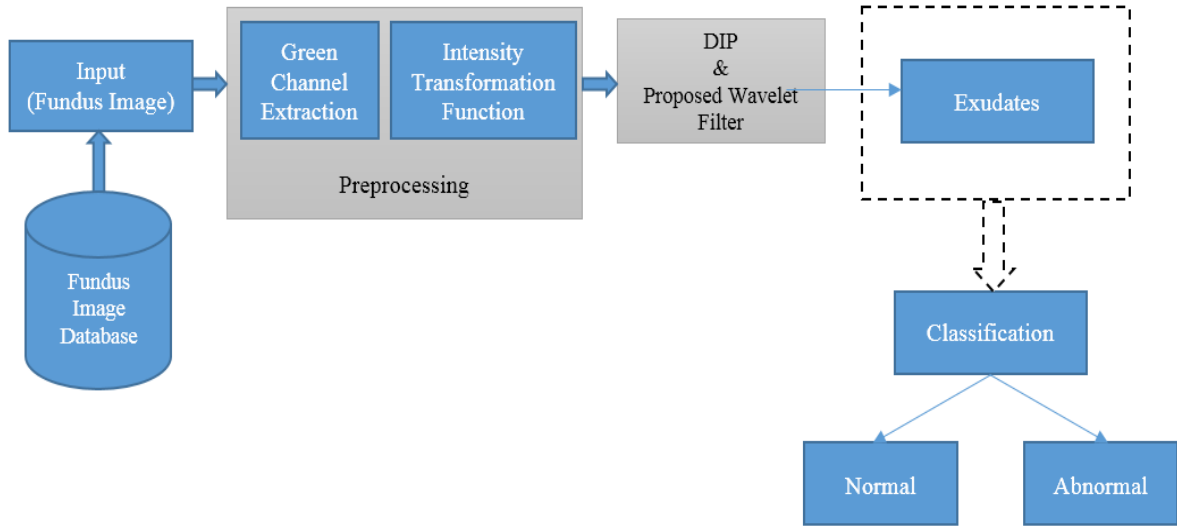 Input
(Fundus Image)
Green
Channel
Extraction
Intensity
Transformation
Function
Preprocessing
DIP
&
Proposed Wavelet
Filter
Exudates
Fundus
Image
Database
Classification
Normal
Abnormal